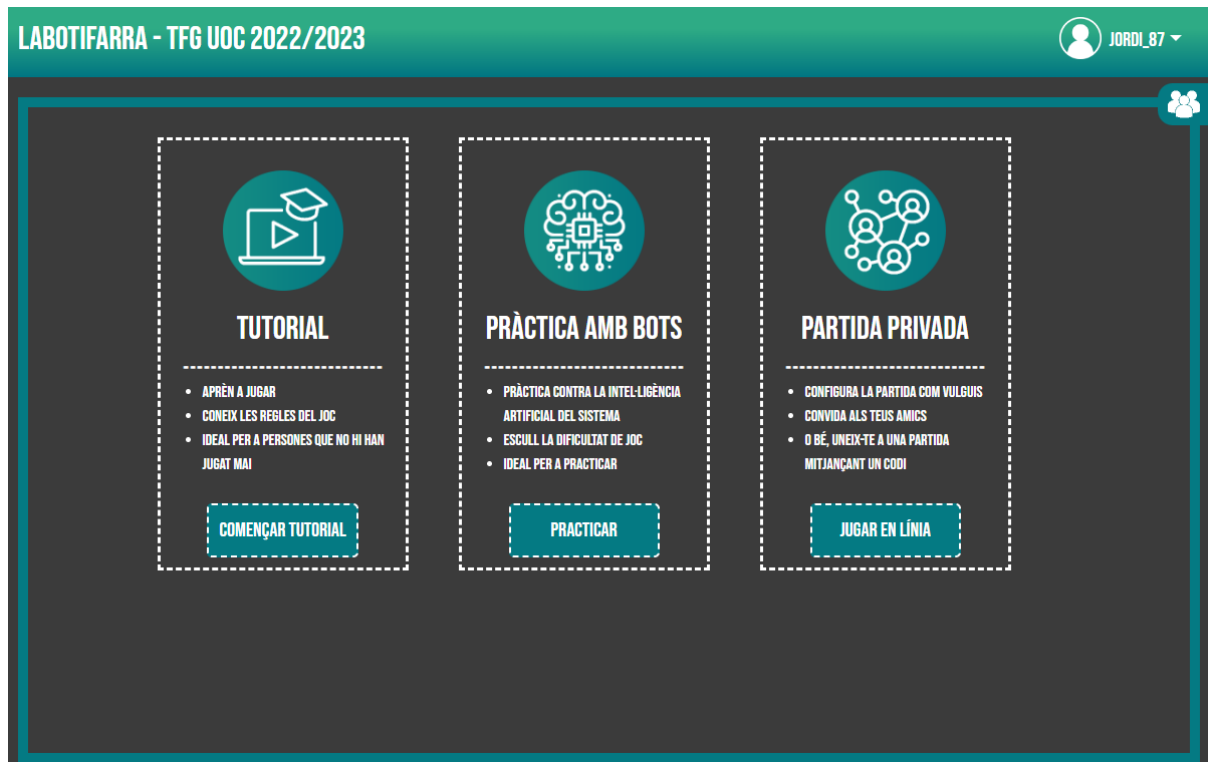 LABOTIFARRA - TFG UOC 2022/2023
JORDI_87
TUTORIAL
APRÈN A JUGAR
CONEIX LES REGLES DEL JOC
IDEAL PER A PERSONES QUE NO HI HAN
JUGAT MAI
COMENÇAR TUTORIAL
PRÀCTICA AMB BOTS
PRÀCTICA CONTRA LA INTEL·LIGÈNCIA
ARTIFICIAL DEL SISTEMA
ESCULL LA DIFICULTAT DE JOC
IDEAL PER A PRACTICAR
PRACTICAR
PARTIDA PRIVADA
CONFIGURA LA PARTIDA COM VULGUIS
CONVIDA ALS TEUS AMICS
O BÉ, UNEIX-TE A UNA PARTIDA
MITJANÇANT UN CODI
JUGAR EN LÍNIA